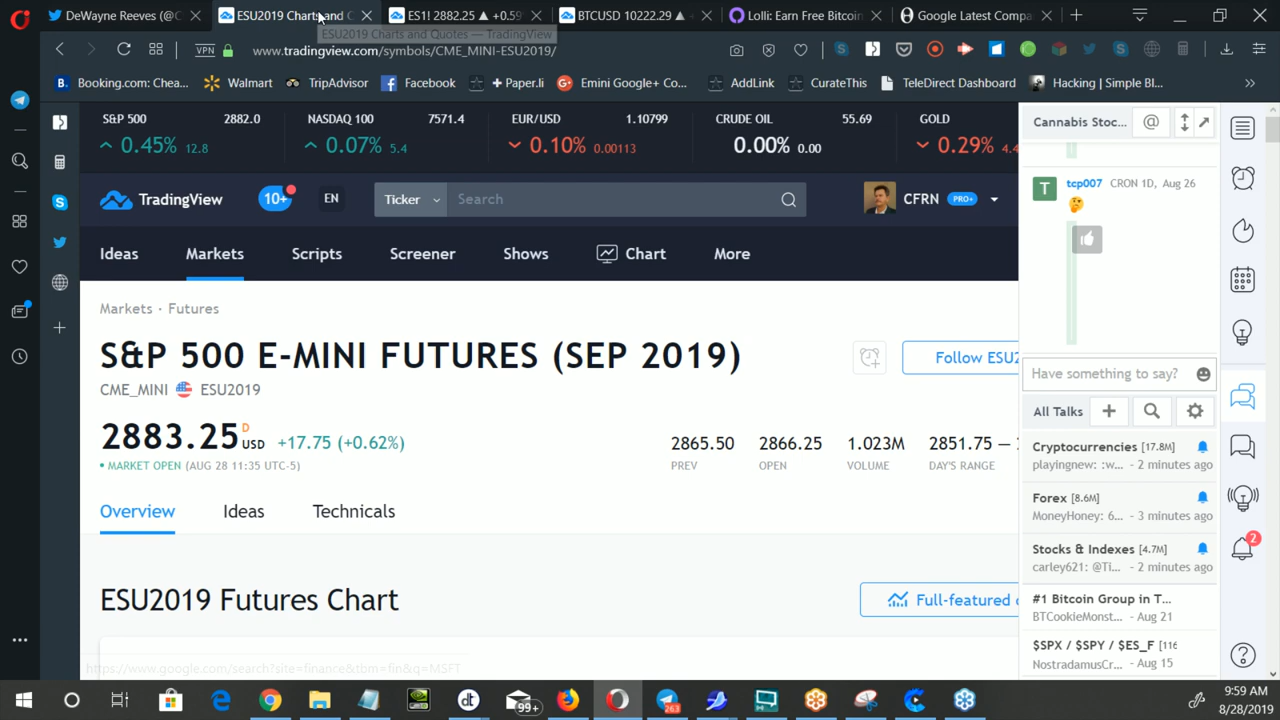 DeWayne Reeves (@C
ESU2019 Charts and C
ES1! 2882.25 ▲ +0.59
BTCUSD 10222.29 ▲
Lolli: Earn Free Bitcoin
Google Latest Compa
ESU2019 Charts and Quotes — TradingView
VPN
www.tradingview.com/symbols/CME_MINI-ESU2019/
Booking.com: Chea...
Walmart
TripAdvisor
Facebook
+ Paper.li
Emini Google+ Co...
AddLink
CurateThis
TeleDirect Dashboard
Hacking | Simple Bl...
S&P 500 2882.0
0.45% 12.8
NASDAQ 100 7571.4
0.07% 5.4
EUR/USD 1.10799
0.10% 0.00113
CRUDE OIL 55.69
0.00% 0.00
GOLD
0.29% 4.4
TradingView
10+
EN
Ticker
Search
CFRN PRO+
Ideas
Markets
Scripts
Screener
Shows
Chart
More
Markets · Futures
S&P 500 E-MINI FUTURES (SEP 2019)
Follow ESU2
CME_MINI ESU2019
2883.25 D USD +17.75 (+0.62%)
• MARKET OPEN (AUG 28 11:35 UTC-5)
2865.50 2866.25 1.023M 2851.75 —
PREV OPEN VOLUME DAY'S RANGE
Overview
Ideas
Technicals
ESU2019 Futures Chart
Full-featured c
https://www.google.com/search?site=finance&tbm=fin&q=MSFT
Cannabis Stoc...
@
T
tcp007 CRON 1D, Aug 26
Have something to say?
All Talks
Cryptocurrencies [17.8M]
playingnew: :w... - 2 minutes ago
Forex [8.6M]
MoneyHoney: 6... - 3 minutes ago
Stocks & Indexes [4.7M]
carley621: @Ti... - 2 minutes ago
#1 Bitcoin Group in T...
BTCookieMonst... - Aug 21
$SPX / $SPY / $ES_F [116
NostradamusCr... - Aug 15
2
99+
dt
263
9:59 AM
8/28/2019